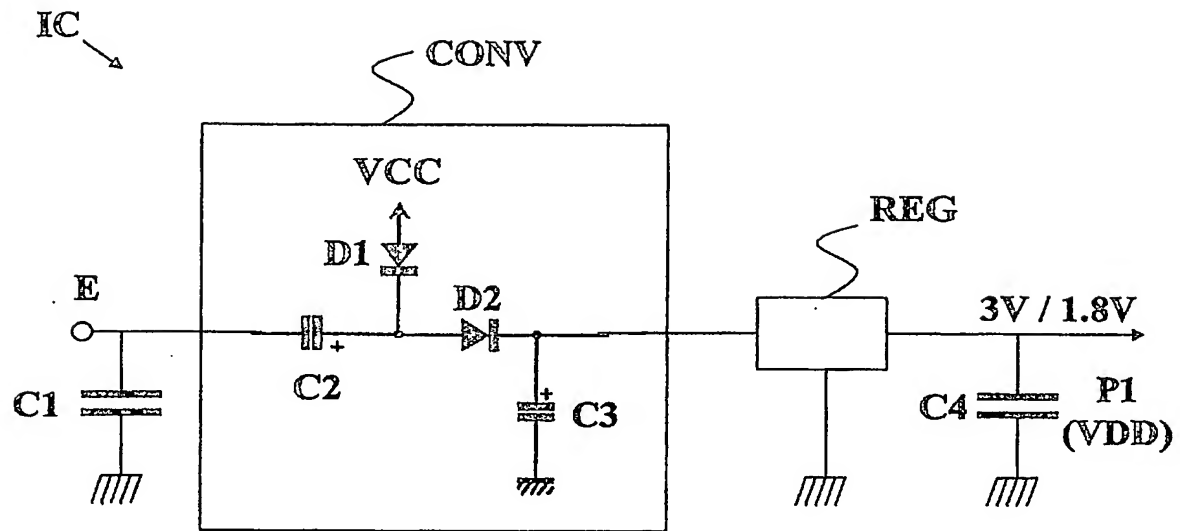 IC
CONV
VCC
REG
D1
E
D2
3V / 1.8V
+
C2
+
C1
C3
C4
P1
(VDD)